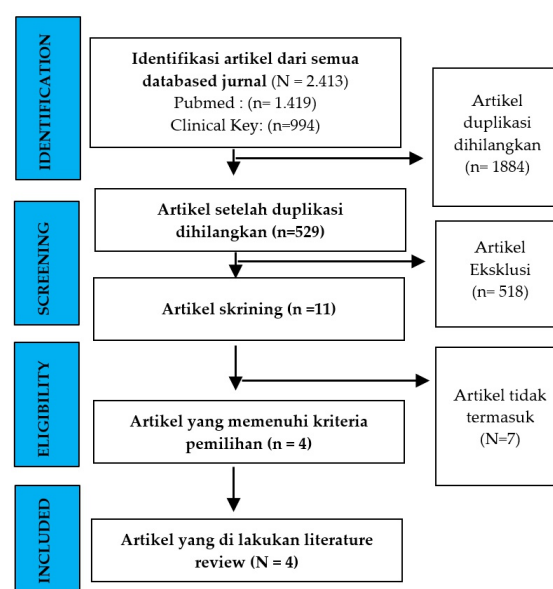 IDENTIFICATION
Identifikasi artikel dari semua
databased jurnal (N = 2.413)
Pubmed : (n= 1.419)
Clinical Key: (n=994)
Artikel
duplikasi
dihilangkan
(n= 1884)
SCREENING
Artikel setelah duplikasi
dihilangkan (n=529)
Artikel
Eksklusi
(n= 518)
Artikel skrining (n =11)
ELIGIBILITY
Artikel tidak
termasuk
(N=7)
Artikel yang memenuhi kriteria
pemilihan (n = 4)
INCLUDED
Artikel yang di lakukan literature
review (N = 4)